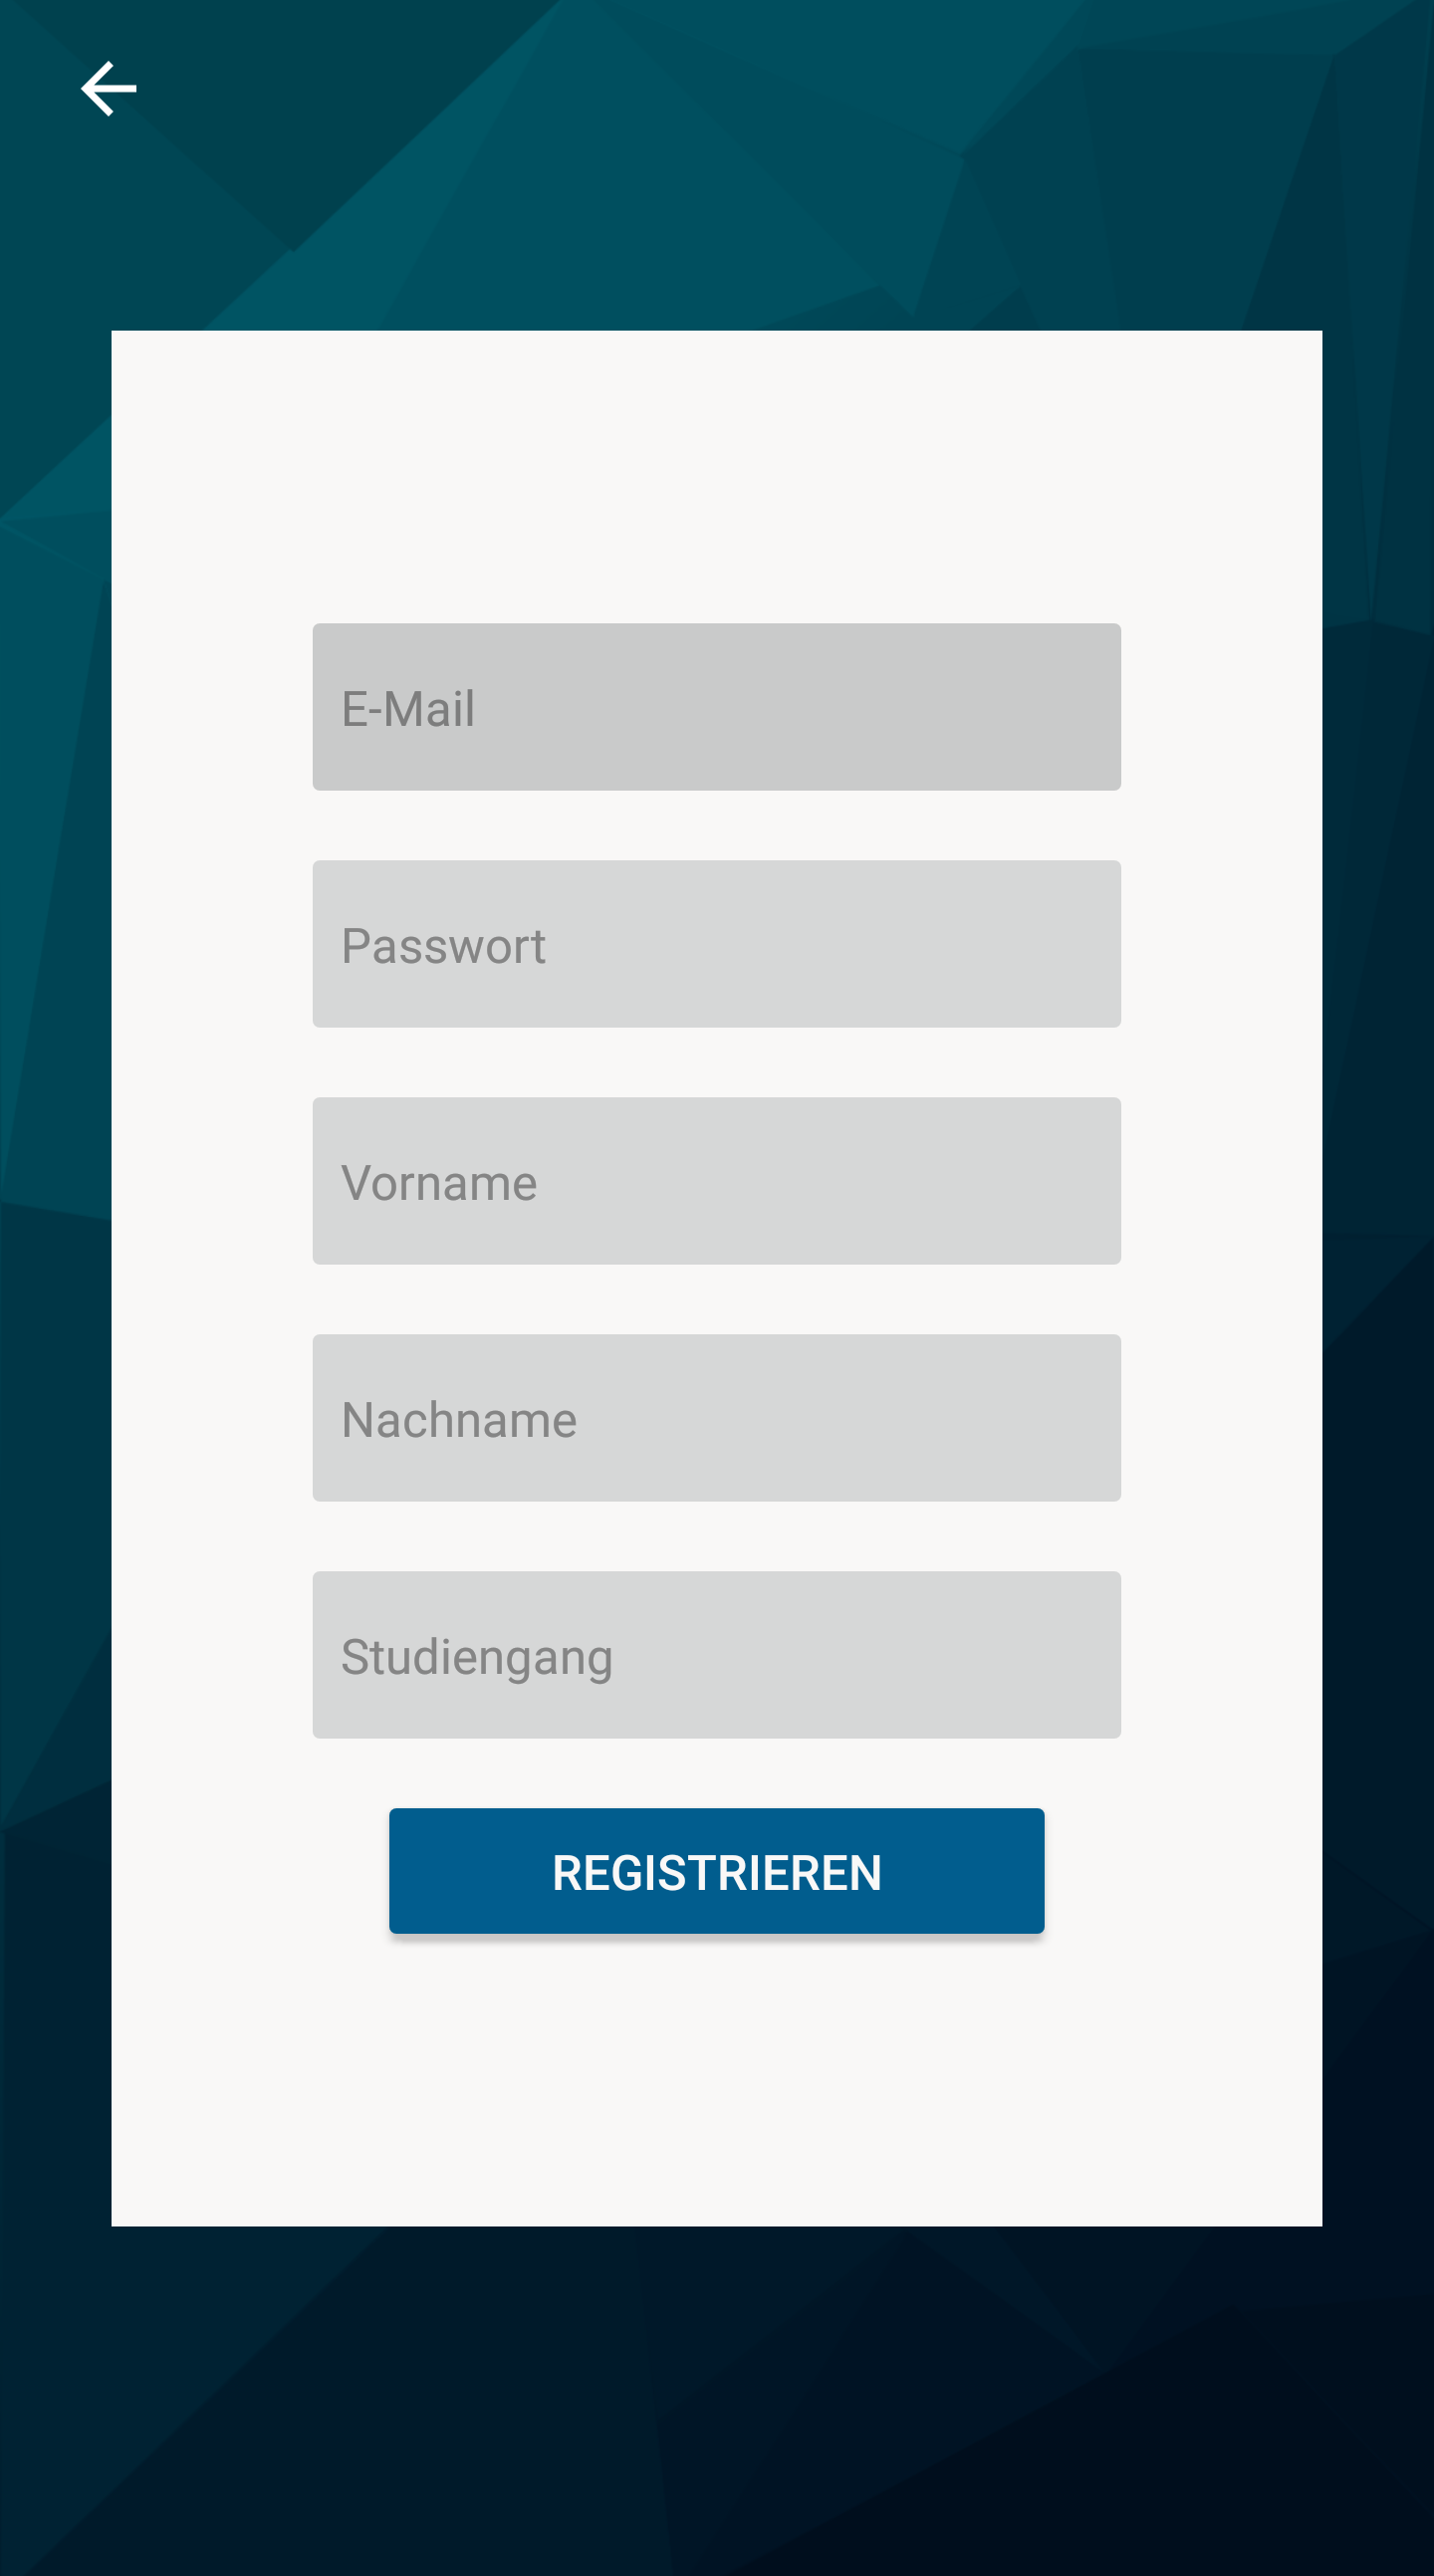 E-Mail
Passwort
Vorname
Nachname
Studiengang
REGISTRIEREN